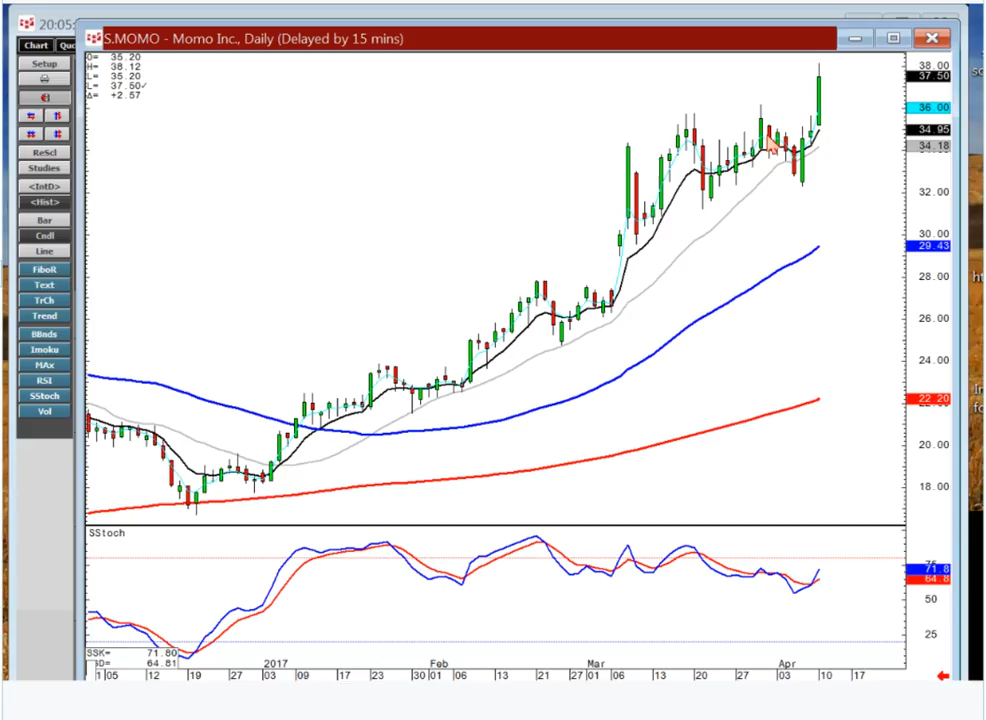 20:05:
S.MOMO - Momo Inc., Daily (Delayed by 15 mins)
Chart
Quo
Setup
ReScl
Studies
<IntD>
<Hist>
Bar
Cndl
Line
FiboR
Text
TrCh
Trend
BBnds
Imoku
MAx
RSI
SStoch
Vol
O= 35.20
H= 38.12
L= 35.20
L= 37.50✓
Δ= +2.57
38.00
37.50
36.00
34.95
34.18
32.00
30.00
29.43
28.00
26.00
24.00
22.20
20.00
18.00
SStoch
71.8
64.8
50
25
SSK= 71.80
SD= 64.81
2017 Feb Mar Apr
05 12 19 27 03 09 17 23 30 01 06 13 21 27 01 06 13 20 27 03 10 17